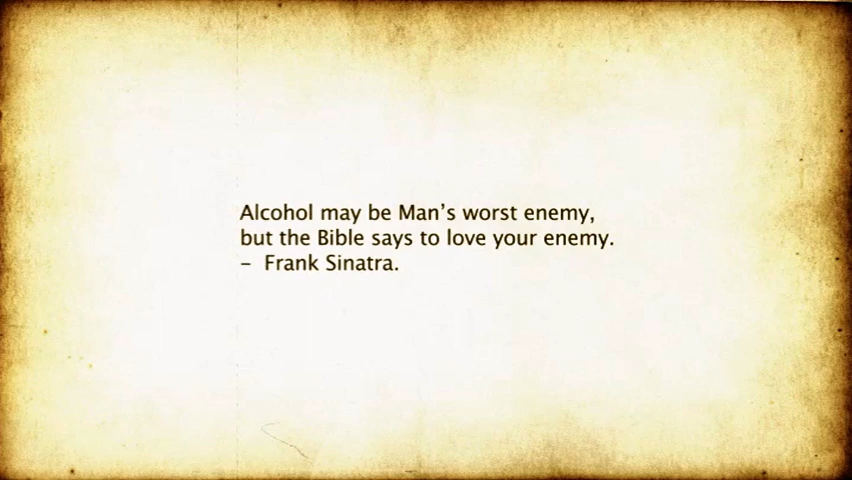 Alcohol may be Man's worst enemy,
but the Bible says to love your enemy.
– Frank Sinatra.